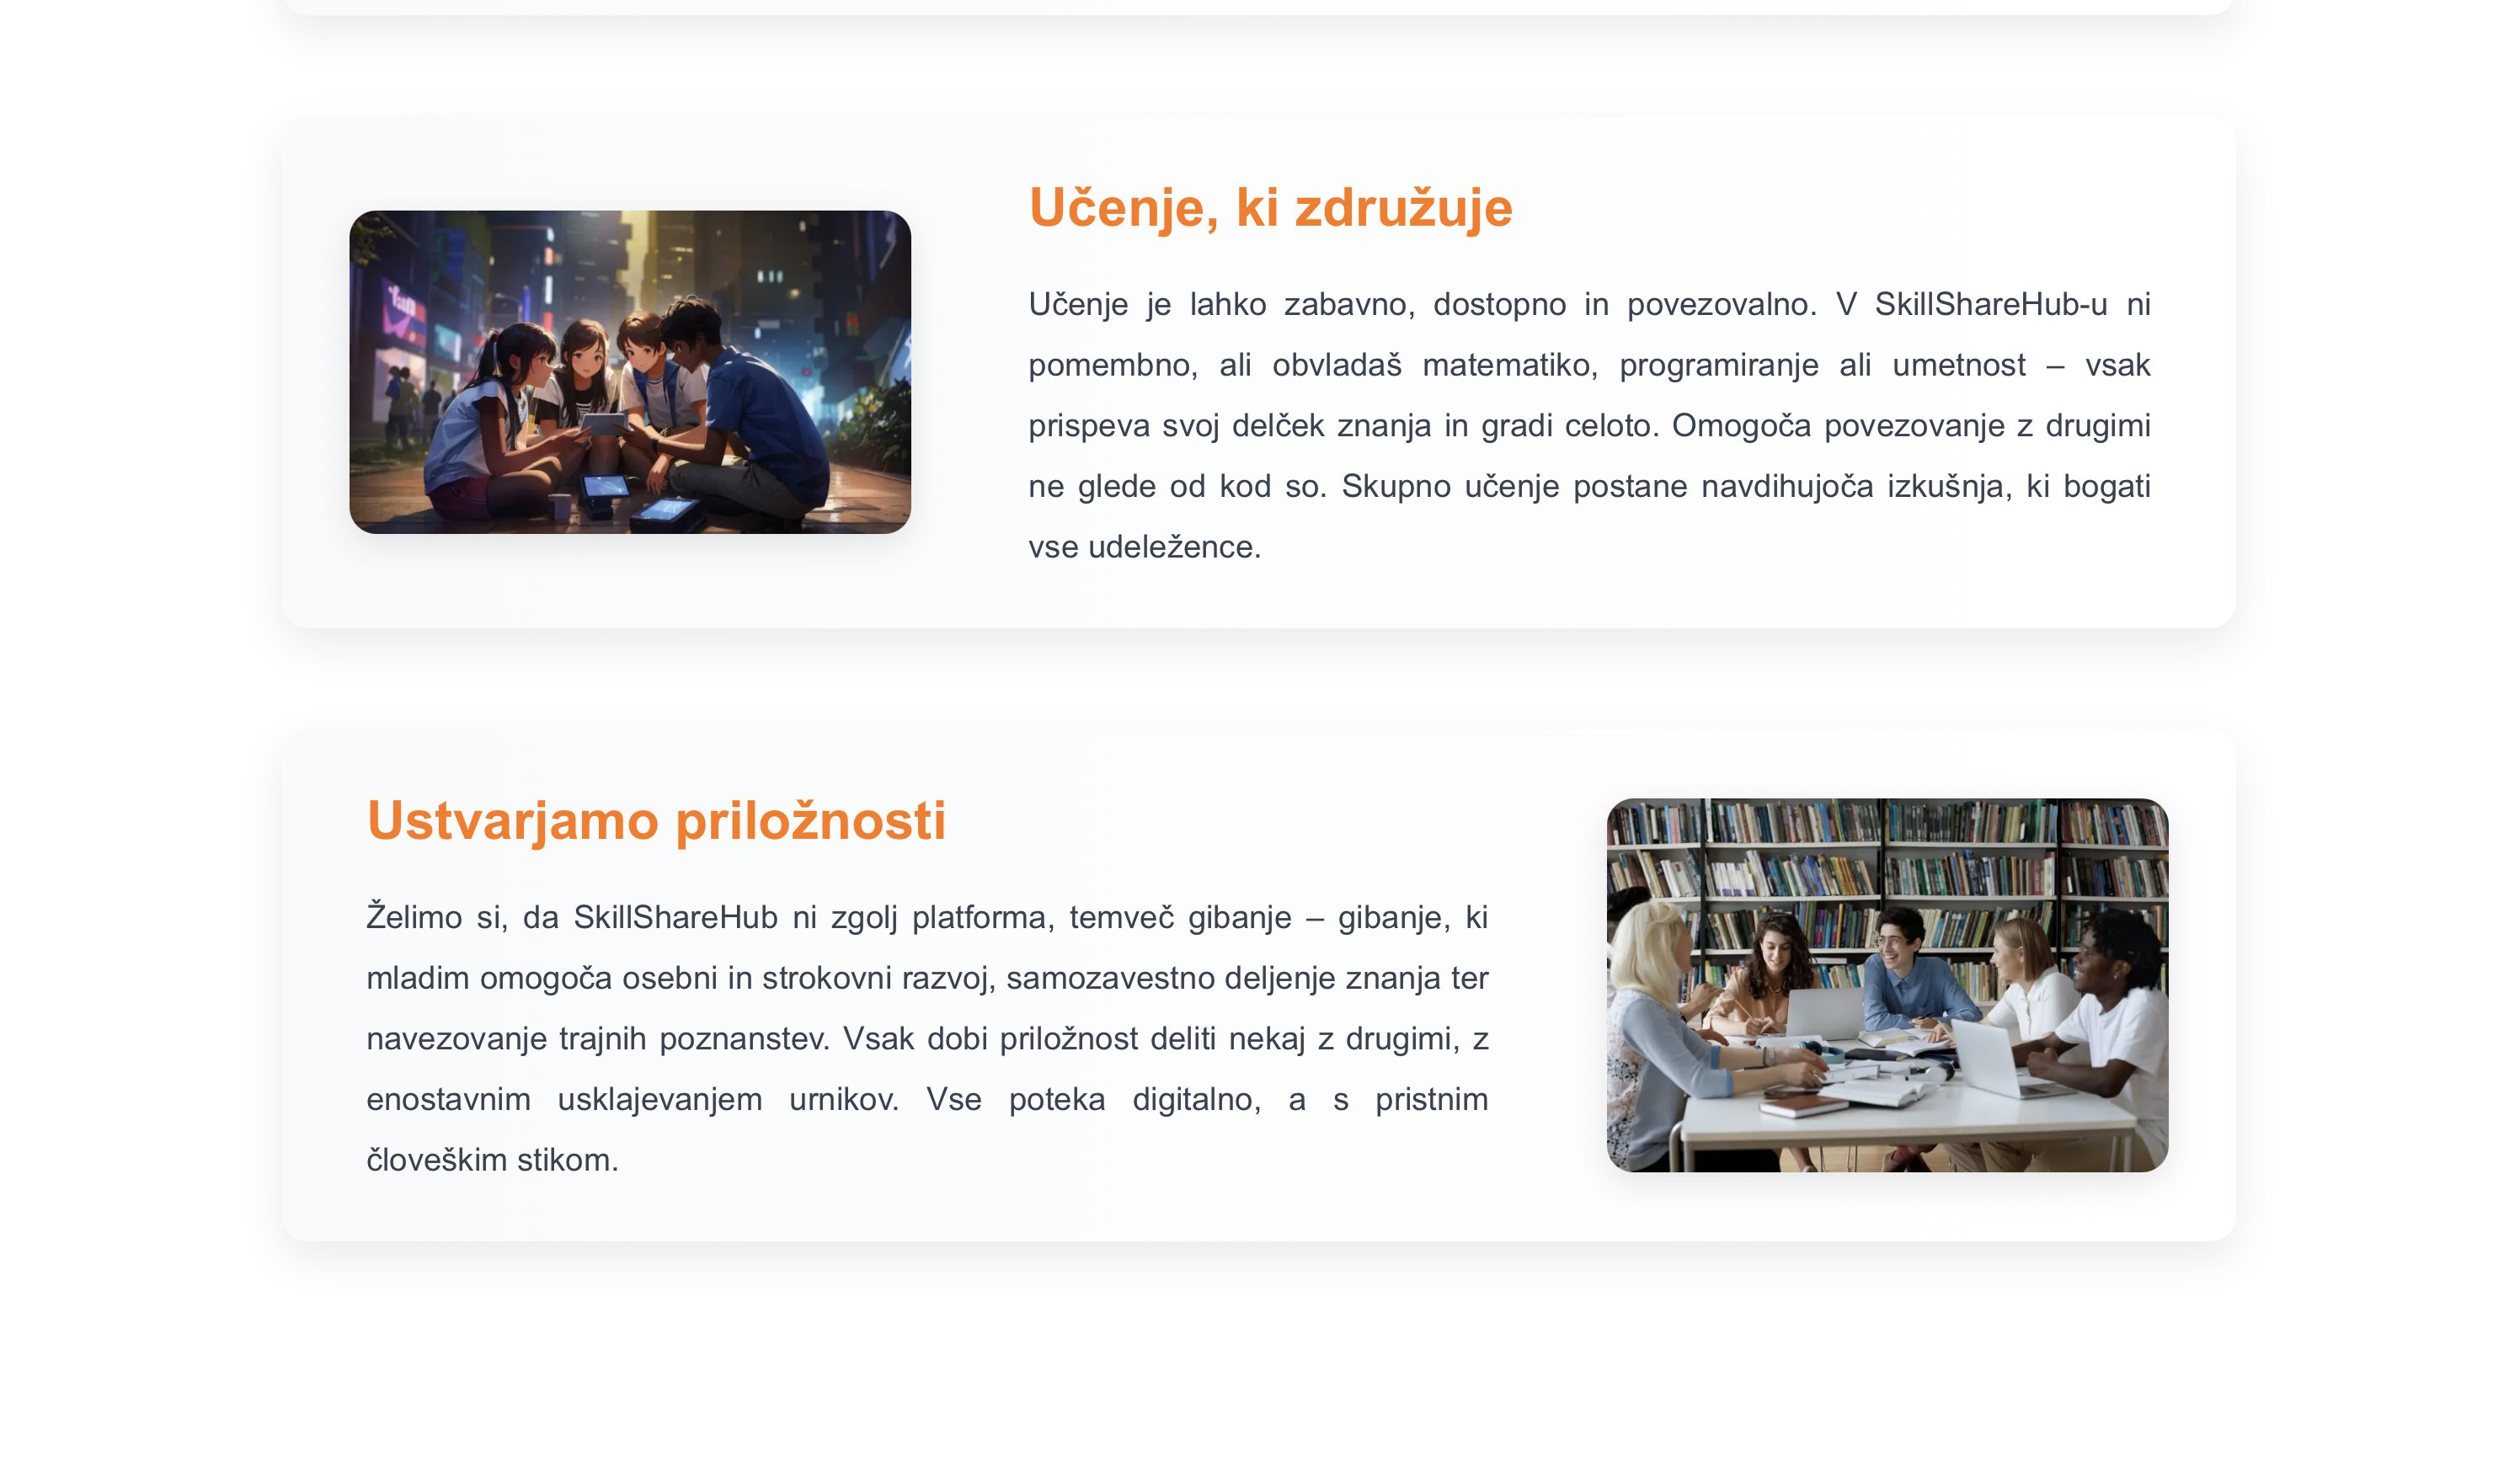 Učenje, ki združuje
Učenje je lahko zabavno, dostopno in povezovalno. V SkillShareHub-u ni
pomembno, ali obvladaš matematiko, programiranje ali umetnost – vsak
prispeva svoj delček znanja in gradi celoto. Omogoča povezovanje z drugimi
ne glede od kod so. Skupno učenje postane navdihujoča izkušnja, ki bogati
vse udeležence.
Ustvarjamo priložnosti
Želimo si, da SkillShareHub ni zgolj platforma, temveč gibanje – gibanje, ki
mladim omogoča osebni in strokovni razvoj, samozavestno deljenje znanja ter
navezovanje trajnih poznanstev. Vsak dobi priložnost deliti nekaj z drugimi, z
enostavnim usklajevanjem urnikov. Vse poteka digitalno, a s pristnim
človeškim stikom.